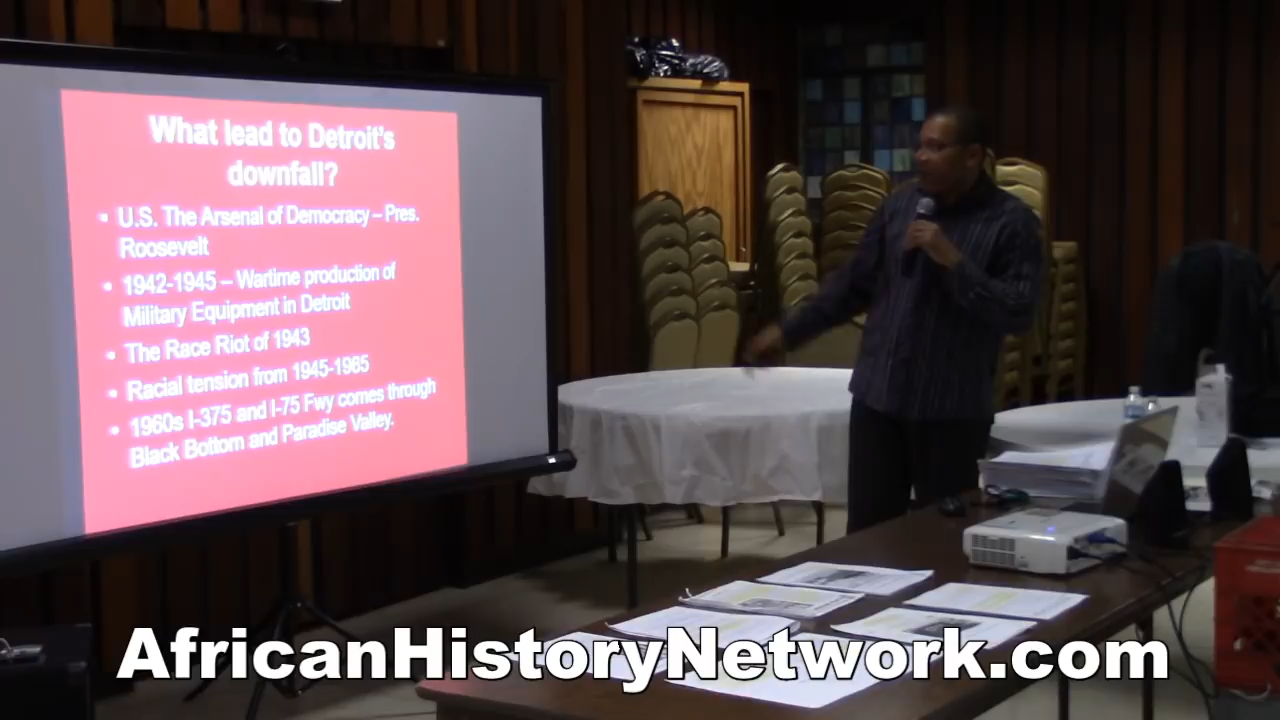 What lead to Detroit's
downfall?
▪ U.S. The Arsenal of Democracy – Pres.
Roosevelt
▪ 1942-1945 – Wartime production of
Military Equipment in Detroit
▪ The Race Riot of 1943
▪ Racial tension from 1945-1965
▪ 1960s I-375 and I-75 Fwy comes through
Black Bottom and Paradise Valley.
AfricanHistoryNetwork.com